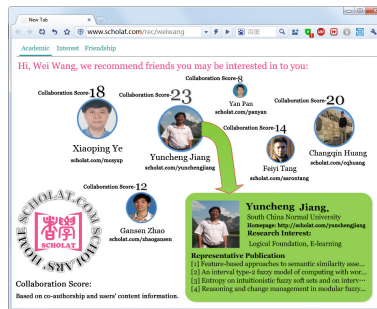 New Tab
www.scholat.com/rec/weiwang
百度
Academic Interest Friendship
Hi, Wei Wang, we recommend friends you may be interested in to you:
Collaboration Score-18
Xiaoping Ye
Collaboration Score-23
Yuncheng Jiang
scholat.com/yunchengjiang
Collaboration Score-8
Yan Pan
scholat.com/panyan
Collaboration Score-14
Feiyi Tang
scholat.com/aarontang
Collaboration Score-20
Changqin Huang
scholat.com/cqhuang
Collaboration Score-12
Gansen Zhao
scholat.com/zhaogansen
SCHOLAT.COM
SCHOLARS' HOME
SCHOLAT
Collaboration Score:
Based on co-authorship and users' content information.
Yuncheng Jiang.
South China Normal University
Homepage: http://scholat.com/yunchengjiang
Research Interest:
Logical Foundation, E-learning
Representative Publication
[1] Feature-based approaches to semantic similarity asse...
[2] An interval type-2 fuzzy model of computing with wor...
[3] Entropy on intuitionistic fuzzy soft sets and on interv···
[4] Reasoning and change management in modular fuzzy...